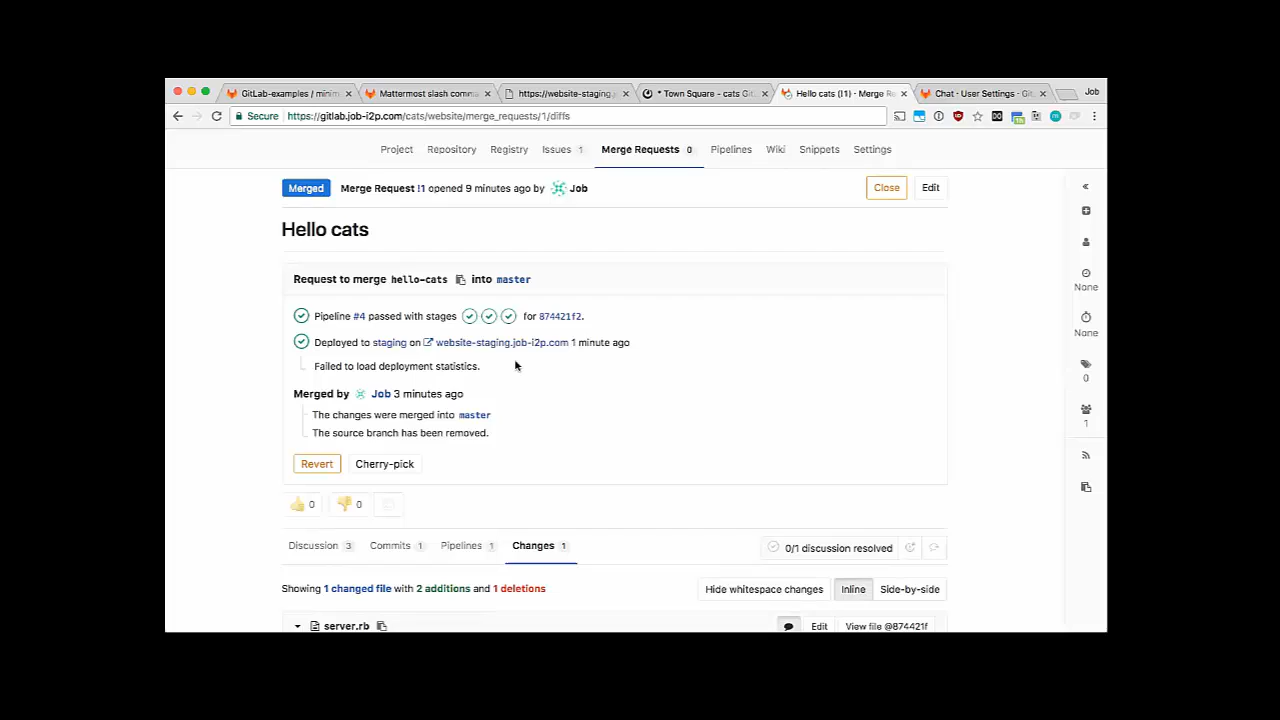 GitLab-examples / minim
Mattermost slash comma
https://website-staging.j
* Town Square - cats Git
Hello cats (!1) · Merge Re
Chat · User Settings · Git
Job
Secure
https://gitlab.job-i2p.com/cats/website/merge_requests/1/diffs
Project
Repository
Registry
Issues 1
Merge Requests 0
Pipelines
Wiki
Snippets
Settings
Merged
Merge Request !1 opened 9 minutes ago by Job
Close
Edit
Hello cats
Request to merge hello-cats into master
Pipeline #4 passed with stages for 874421f2.
Deployed to staging on website-staging.job-i2p.com 1 minute ago
Failed to load deployment statistics.
Merged by Job 3 minutes ago
The changes were merged into master
The source branch has been removed.
Revert
Cherry-pick
0
0
None
None
0
1
Discussion 3
Commits 1
Pipelines 1
Changes 1
0/1 discussion resolved
Showing 1 changed file with 2 additions and 1 deletions
Hide whitespace changes
Inline
Side-by-side
server.rb
Edit
View file @874421f